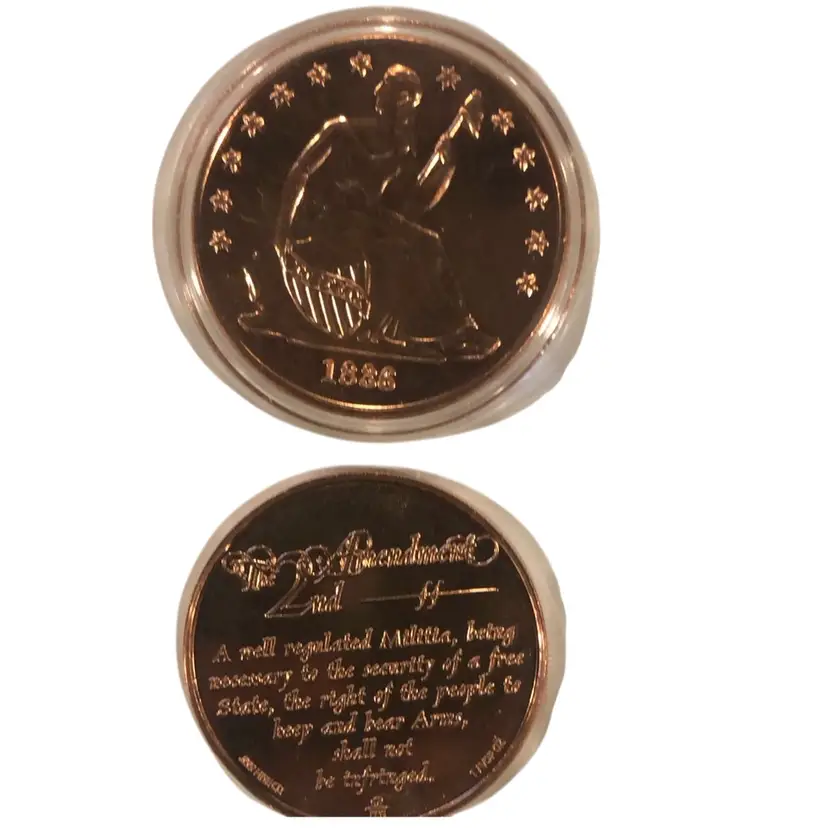 1886
The 2nd Amendment
A well regulated Militia, being
necessary to the security of a free
State, the right of the people to
keep and bear Arms,
shall not
be infringed.